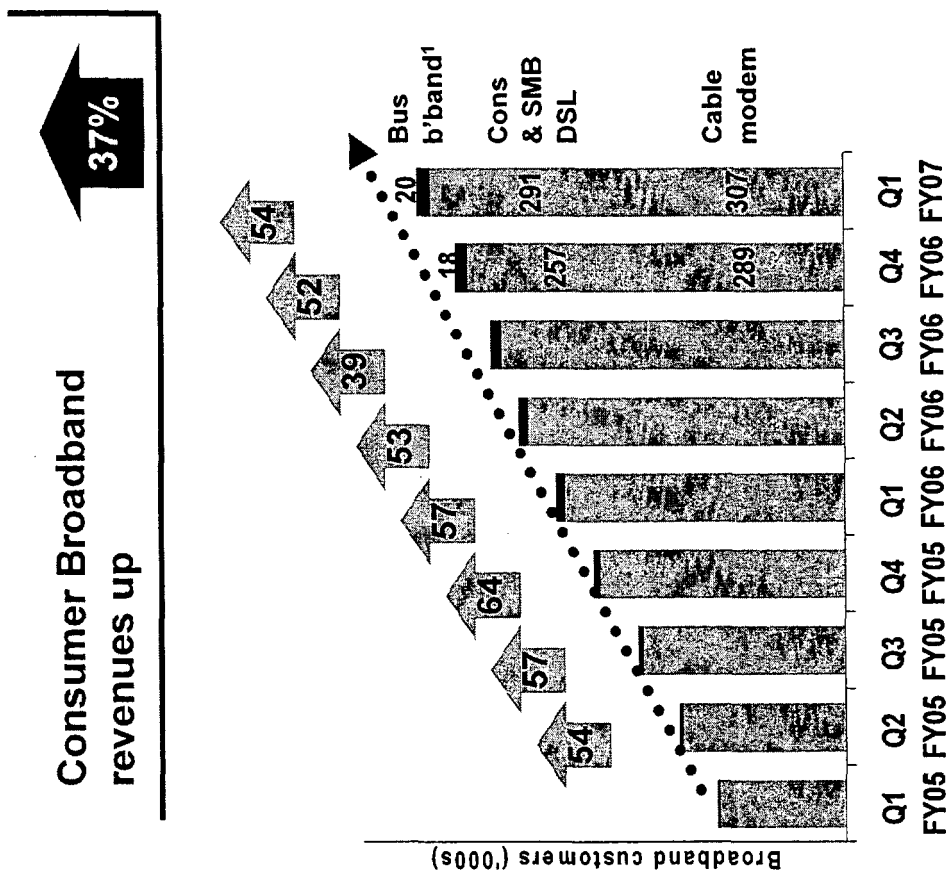 Consumer Broadband
revenues up
37%
54
57
64
57
53
39
52
54
Broadband customers ('000s)
18
20
257
291
289
307
Bus
b'band¹
Cons
& SMB
DSL
Cable
modem
Q1 Q2 Q3 Q4 Q1 Q2 Q3 Q4 Q1
FY05 FY05 FY05 FY05 FY06 FY06 FY06 FY06 FY07